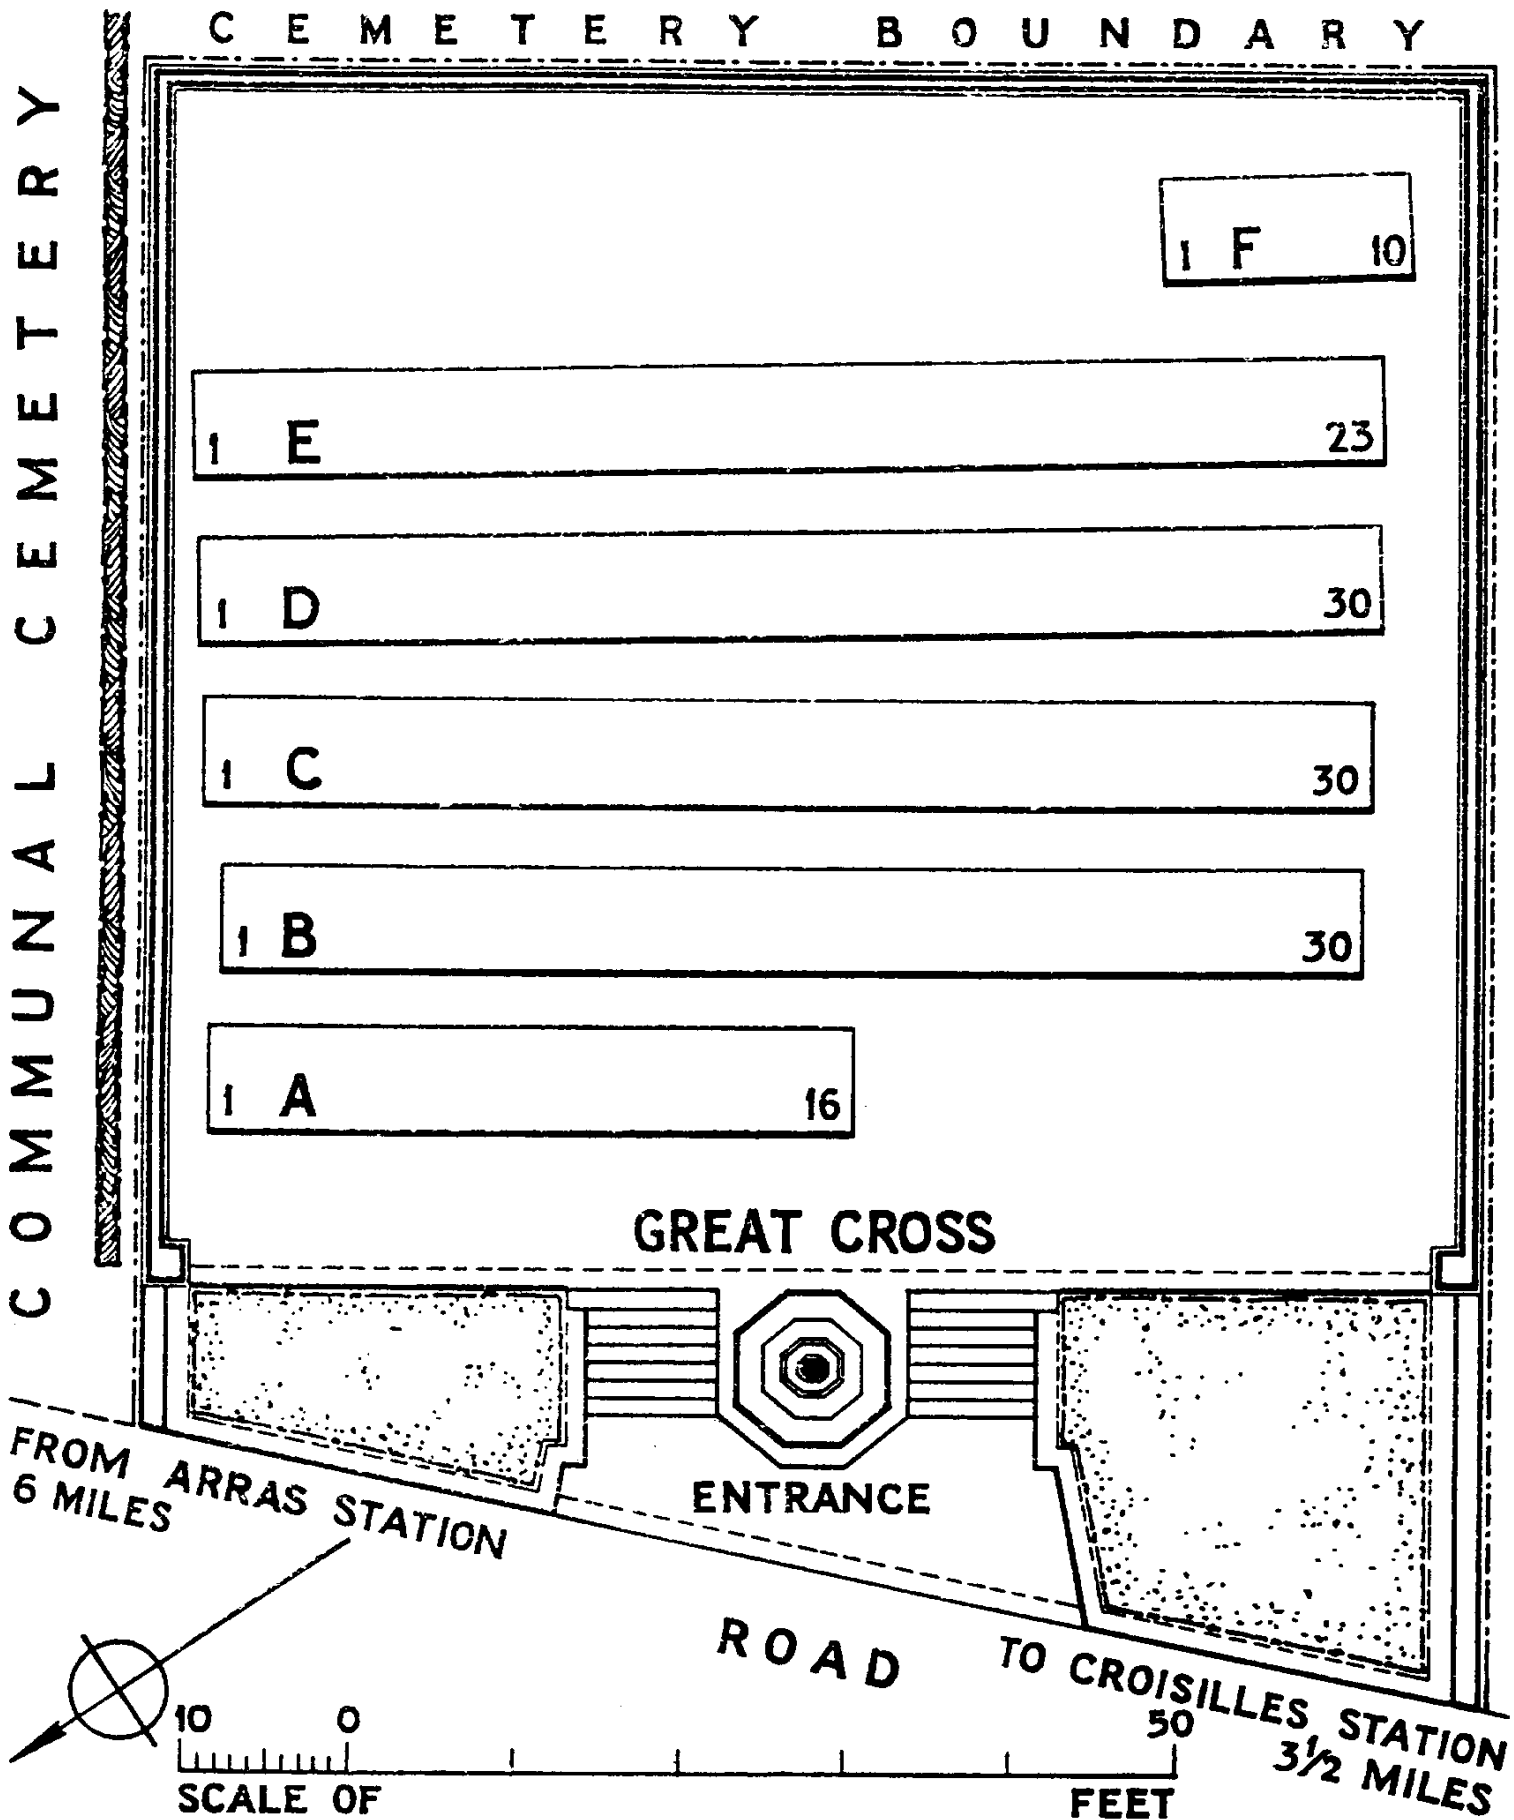 CEMETERY BOUNDARY
COMMUNAL CEMETERY
1 F 10
1 E 23
1 D 30
1 C 30
1 B 30
1 A 16
GREAT CROSS
ENTRANCE
FROM ARRAS STATION
6 MILES
ROAD
TO CROISILLES STATION
3½ MILES
10 0 50
SCALE OF FEET